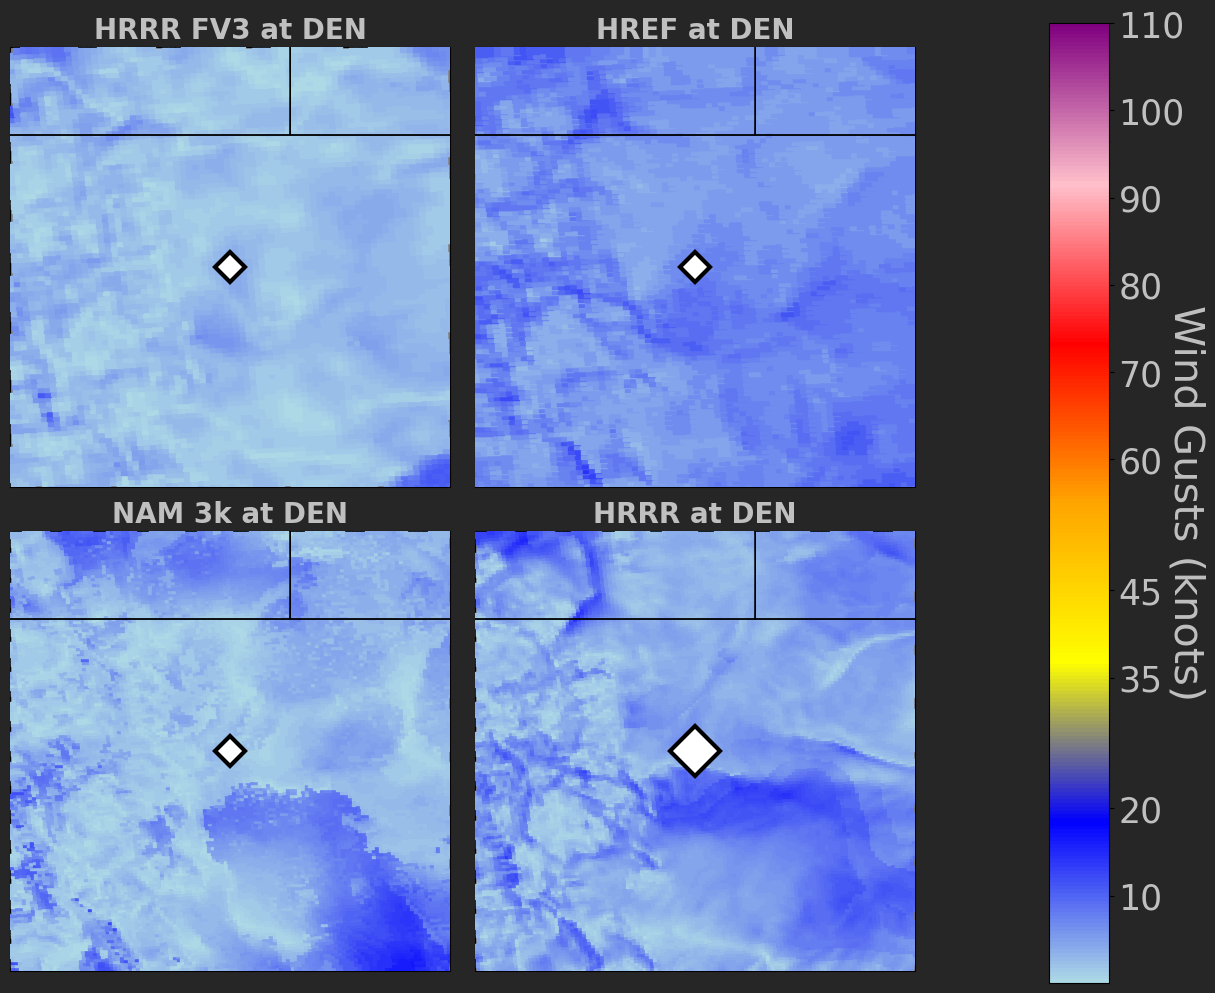 HRRR FV3 at DEN
HREF at DEN
NAM 3k at DEN
HRRR at DEN
110
100
90
80
70
60
45
35
20
10
Wind Gusts (knots)